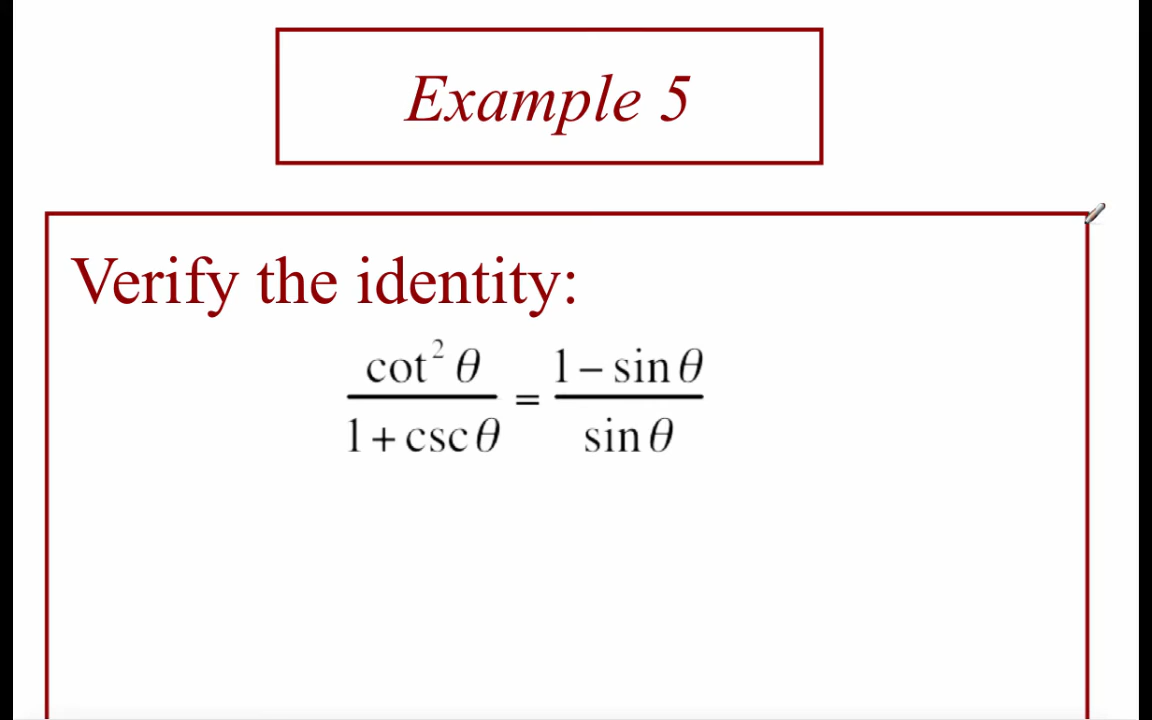 Example 5
Verify the identity:
cot² θ / 1 + csc θ = 1 − sin θ / sin θ